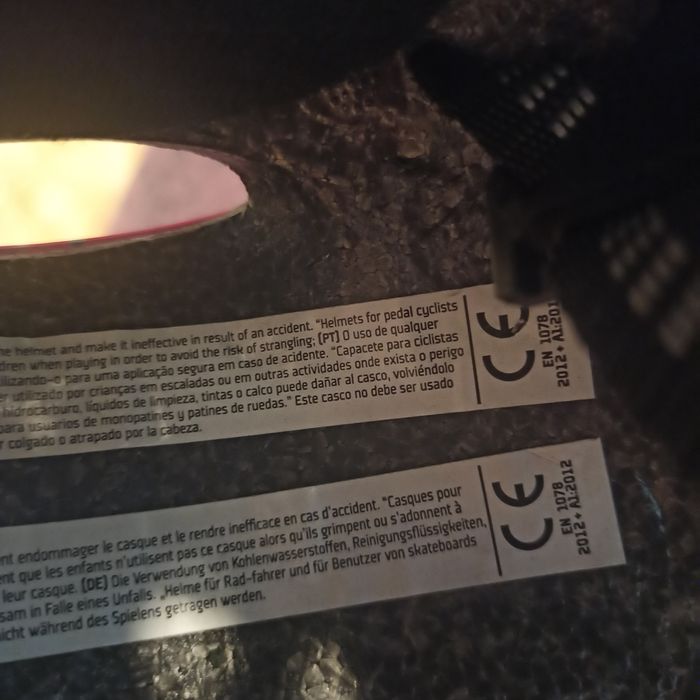 he helmet and make it ineffective in result of an accident. "Helmets for pedal cyclists
dren when playing in order to avoid the risk of strangling; (PT) O uso de qualquer
ilizando-o para uma aplicação segura em caso de acidente. "Capacete para ciclistas
er utilizado por crianças em escaladas ou em outras actividades onde exista o perigo
hidrocarburo, líquidos de limpieza, tintas o calco puede dañar al casco, volviéndolo
para usuarios de monopatines y patines de ruedas." Este casco no debe ser usado
r colgado o atrapado por la cabeza.
CE
EN 1078
2012 + A1:2012
nt endommager le casque et le rendre inefficace en cas d'accident. "Casques pour
ent que les enfants n'utilisent pas ce casque alors qu'ils grimpent ou s'adonnent à
leur casque. (DE) Die Verwendung von Kohlenwasserstoffen, Reinigungsflüssigkeiten,
sam in Falle eines Unfalls. „Helme für Rad-fahrer und für Benutzer von skateboards
nicht während des Spielens getragen werden.
CE
EN 1078
2012 + A1:2012